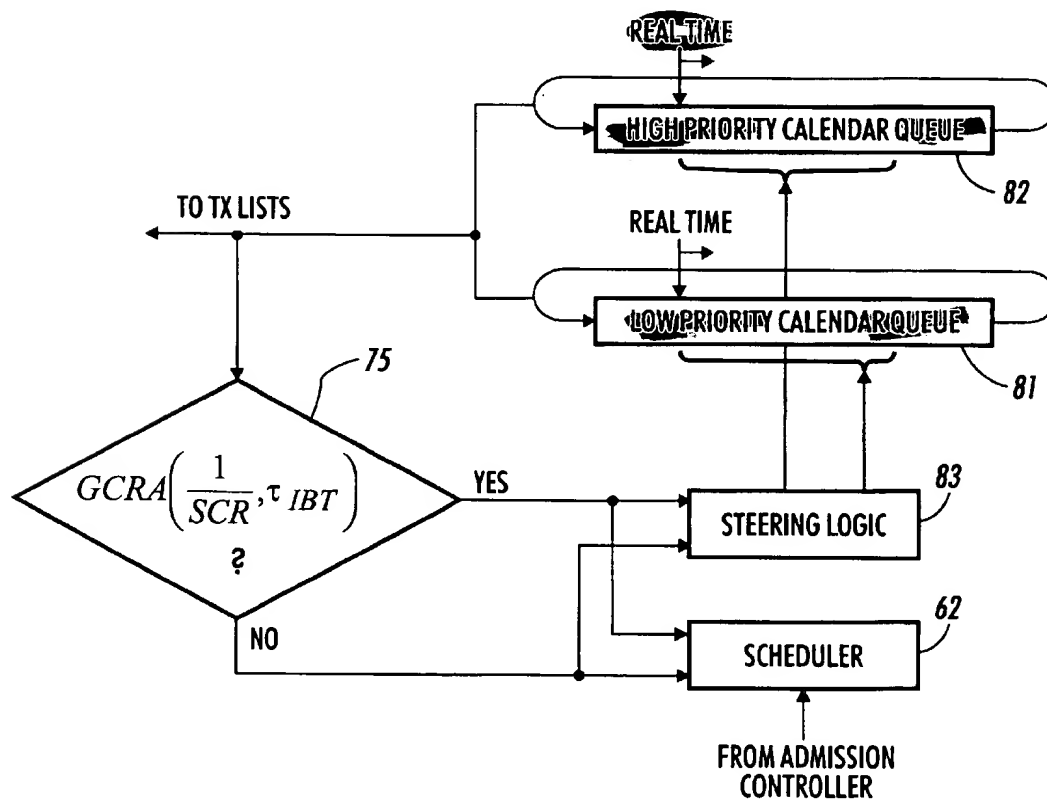 REAL TIME
HIGH PRIORITY CALENDAR QUEUE
82
TO TX LISTS
REAL TIME
LOW PRIORITY CALENDAR QUEUE
81
75
GCRA(1/SCR, τ IBT)
?
YES
83
STEERING LOGIC
NO
62
SCHEDULER
FROM ADMISSION
CONTROLLER